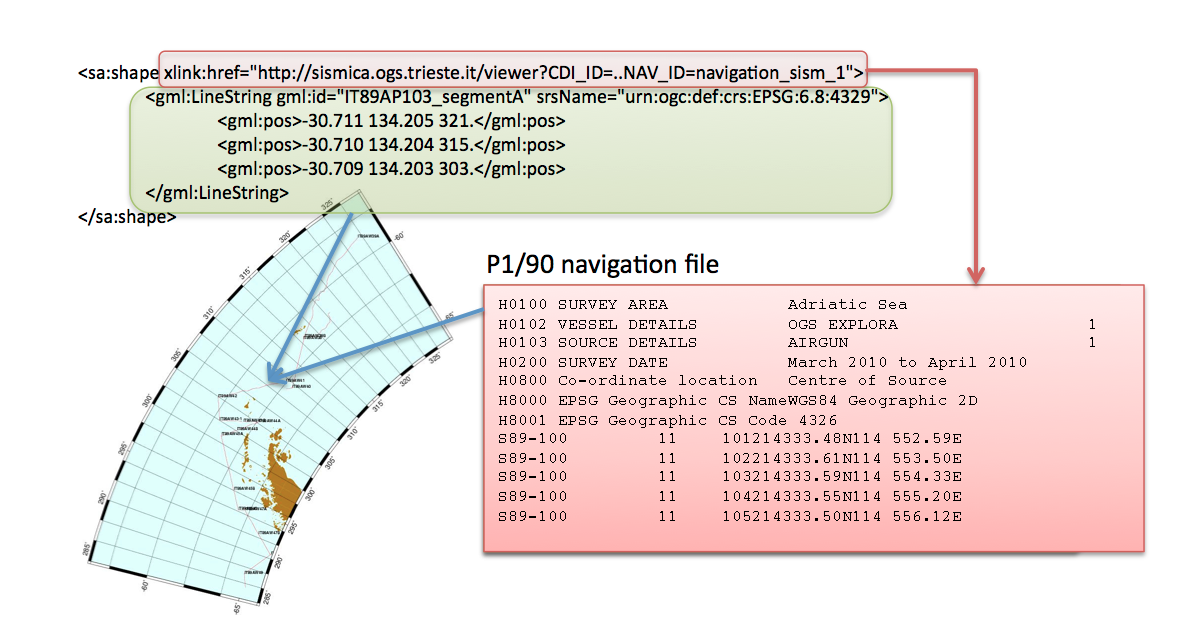 <sa:shape xlink:href="http://sismica.ogs.trieste.it/viewer?CDI_ID=..NAV_ID=navigation_sism_1">
<gml:LineString gml:id="IT89AP103_segmentA" srsName="urn:ogc:def:crs:EPSG:6.8:4329">
<gml:pos>-30.711 134.205 321.</gml:pos>
<gml:pos>-30.710 134.204 315.</gml:pos>
<gml:pos>-30.709 134.203 303.</gml:pos>
</gml:LineString>
</sa:shape>
P1/90 navigation file
H0100 SURVEY AREA Adriatic Sea
H0102 VESSEL DETAILS OGS EXPLORA 1
H0103 SOURCE DETAILS AIRGUN 1
H0200 SURVEY DATE March 2010 to April 2010
H0800 Co-ordinate location Centre of Source
H8000 EPSG Geographic CS NameWGS84 Geographic 2D
H8001 EPSG Geographic CS Code 4326
S89-100 11 101214333.48N114 552.59E
S89-100 11 102214333.61N114 553.50E
S89-100 11 103214333.59N114 554.33E
S89-100 11 104214333.55N114 555.20E
S89-100 11 105214333.50N114 556.12E
325°
320°
315°
310°
305°
300°
295°
290°
285°
-60°
-65°
325°
320°
315°
310°
305°
300°
295°
290°
285°
-60°
-65°